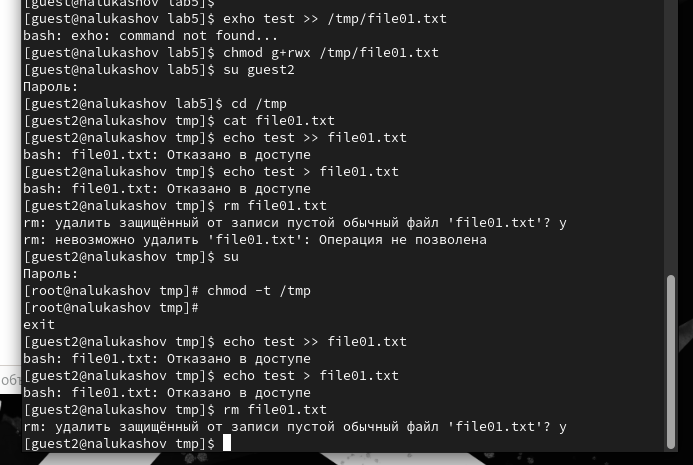 [guest@nalukashov lab5]$
[guest@nalukashov lab5]$ exho test >> /tmp/file01.txt
bash: exho: command not found...
[guest@nalukashov lab5]$ chmod g+rwx /tmp/file01.txt
[guest@nalukashov lab5]$ su guest2
Пароль:
[guest2@nalukashov lab5]$ cd /tmp
[guest2@nalukashov tmp]$ cat file01.txt
[guest2@nalukashov tmp]$ echo test >> file01.txt
bash: file01.txt: Отказано в доступе
[guest2@nalukashov tmp]$ echo test > file01.txt
bash: file01.txt: Отказано в доступе
[guest2@nalukashov tmp]$ rm file01.txt
rm: удалить защищённый от записи пустой обычный файл 'file01.txt'? y
rm: невозможно удалить 'file01.txt': Операция не позволена
[guest2@nalukashov tmp]$ su
Пароль:
[root@nalukashov tmp]# chmod -t /tmp
[root@nalukashov tmp]#
exit
[guest2@nalukashov tmp]$ echo test >> file01.txt
bash: file01.txt: Отказано в доступе
[guest2@nalukashov tmp]$ echo test > file01.txt
bash: file01.txt: Отказано в доступе
[guest2@nalukashov tmp]$ rm file01.txt
rm: удалить защищённый от записи пустой обычный файл 'file01.txt'? y
[guest2@nalukashov tmp]$